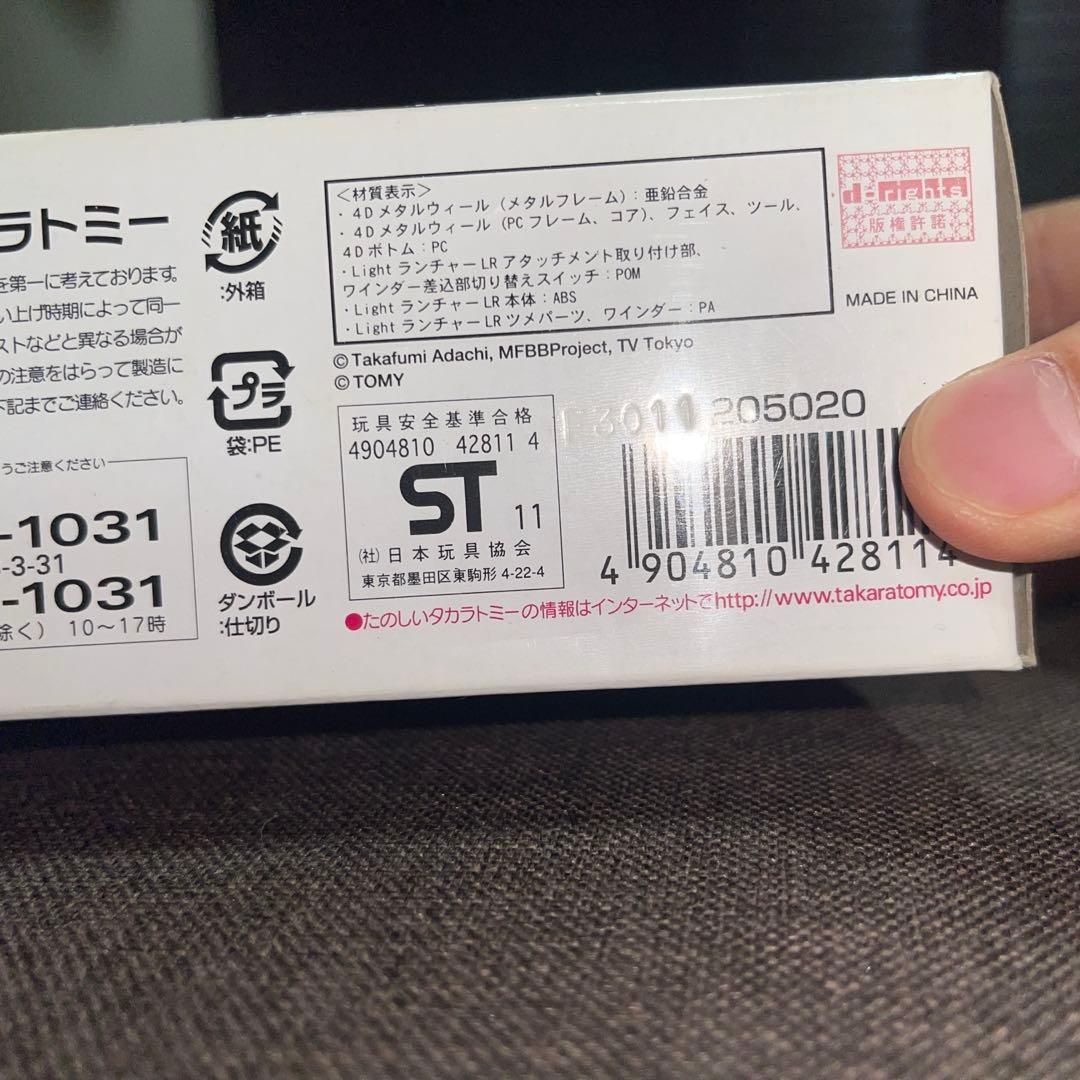 ラトミー
を第一に考えております。
い上げ時期によって同一
ストなどと異なる場合が
の注意をはらって製造に
下記までご連絡ください。
うご注意ください
-1031
-3-31
-1031
除く） 10〜17時
紙
:外箱
プラ
袋:PE
ダンボール
:仕切り
＜材質表示＞
・4Dメタルウィール（メタルフレーム）：亜鉛合金
・4Dメタルウィール（PCフレーム、コア）、フェイス、ツール、
4Dボトム：PC
・Light ランチャーLR アタッチメント取り付け部、
ワインダー差込部切り替えスイッチ：POM
・Light ランチャーLR 本体：ABS
・Light ランチャーLR ツメパーツ、ワインダー：PA
©Takafumi Adachi, MFBBProject, TV Tokyo
©TOMY
玩具安全基準合格
4904810 42811 4
ST 11
（社）日本玩具協会
東京都墨田区東駒形 4-22-4
d-rights
版権許諾
MADE IN CHINA
3011 205020
4 904810 428114
●たのしいタカラトミーの情報はインターネットでhttp://www.takaratomy.co.jp